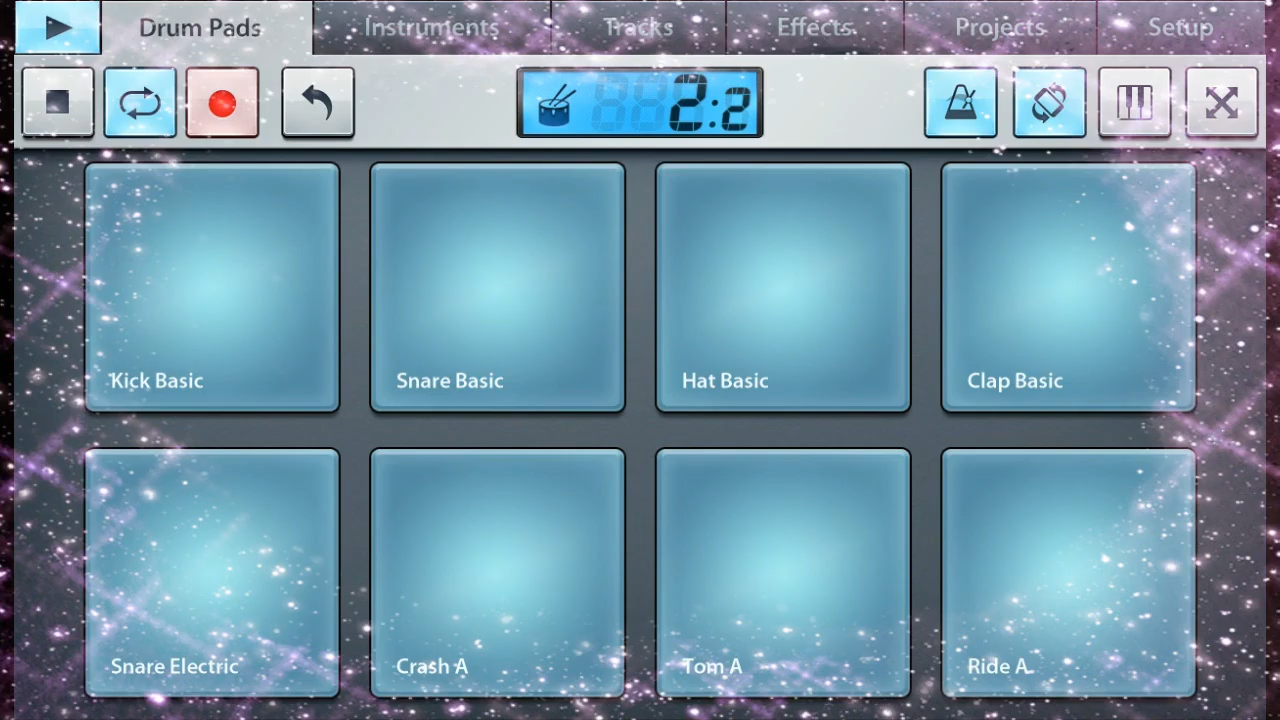 Drum Pads Instruments Tracks Effects Projects Setup
2:2
Kick Basic Snare Basic Hat Basic Clap Basic
Snare Electric Crash A Tom A Ride A